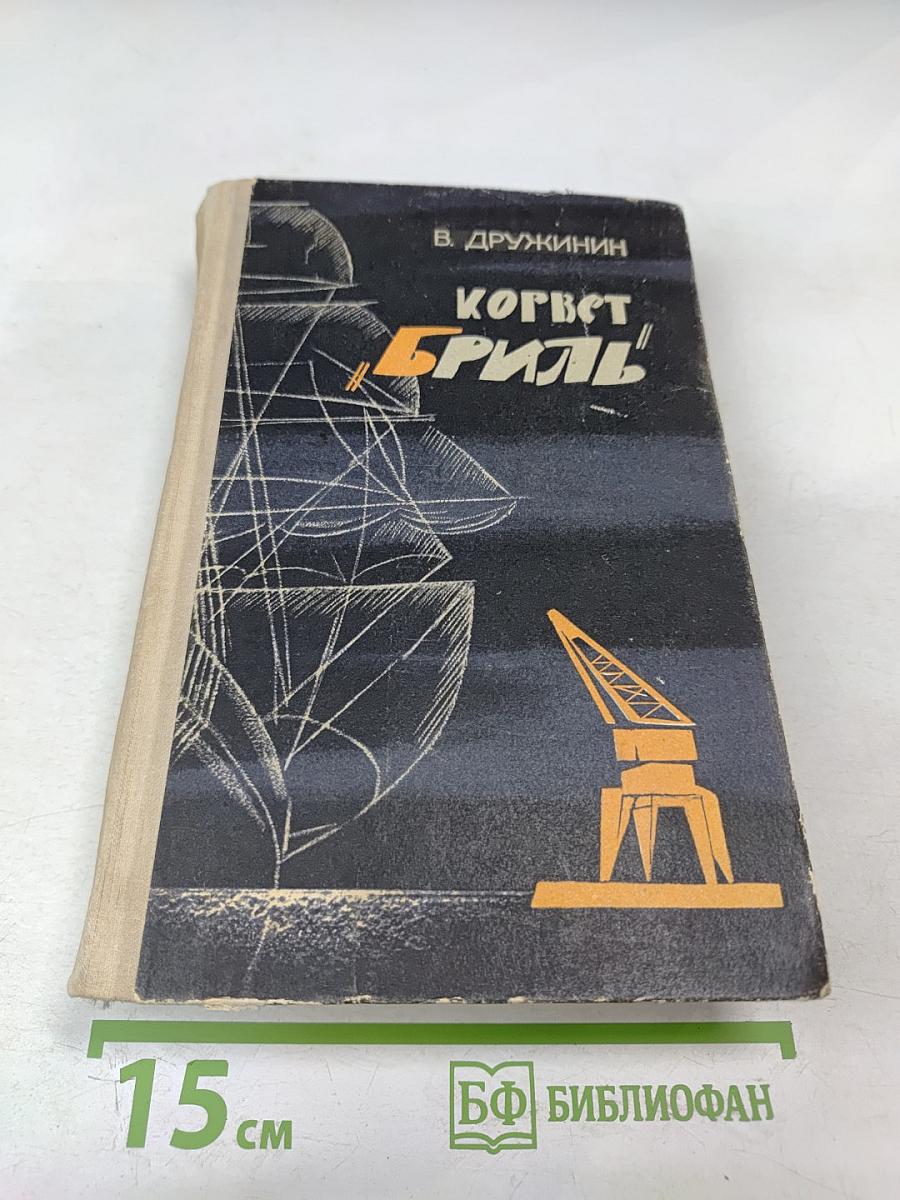 В. ДРУЖИНИН
КОРВЕТ
„БРИЛЬ"
15 см
БФ БИБЛИОФАН